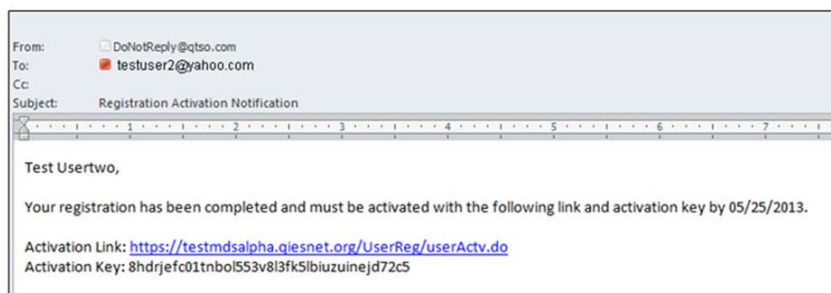 From: DoNotReply@qtso.com
To: testuser2@yahoo.com
Cc:
Subject: Registration Activation Notification
1 2 3 4 5 6 7
Test Usertwo,
Your registration has been completed and must be activated with the following link and activation key by 05/25/2013.
Activation Link: https://testmdsalpha.qiesnet.org/UserReg/userActv.do
Activation Key: 8hdrjefc01tnbol553v8l3fk5lbiuzuinejd72c5